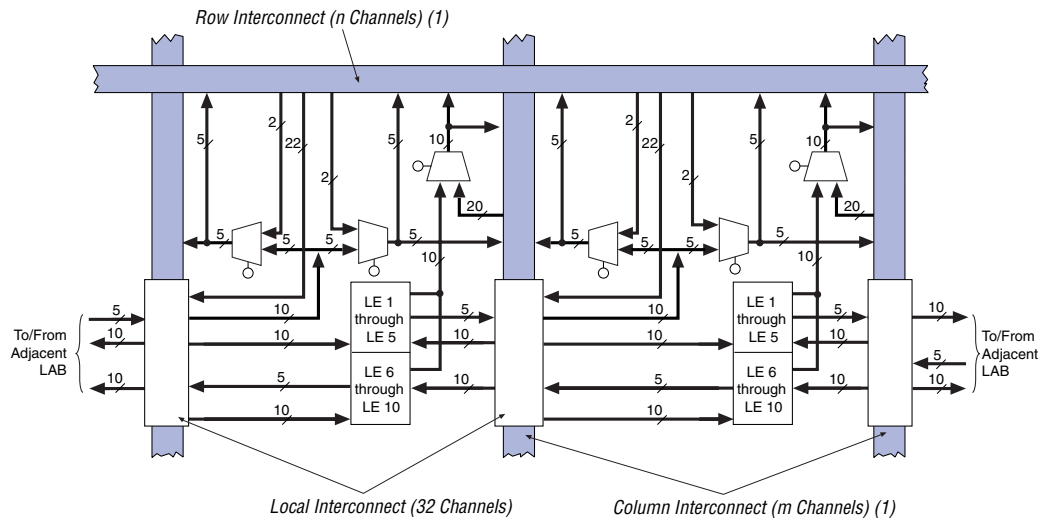 Row Interconnect (n Channels) (1)
2
22
5
2
5
10
20
5
5
5
5
10
2
22
5
2
5
10
20
5
5
5
5
10
5
10
10
To/From
Adjacent
LAB
10
10
5
10
LE 1
through
LE 5
LE 6
through
LE 10
5
10
10
10
10
5
10
LE 1
through
LE 5
LE 6
through
LE 10
5
10
10
10
5
10
To/From
Adjacent
LAB
Local Interconnect (32 Channels)
Column Interconnect (m Channels) (1)